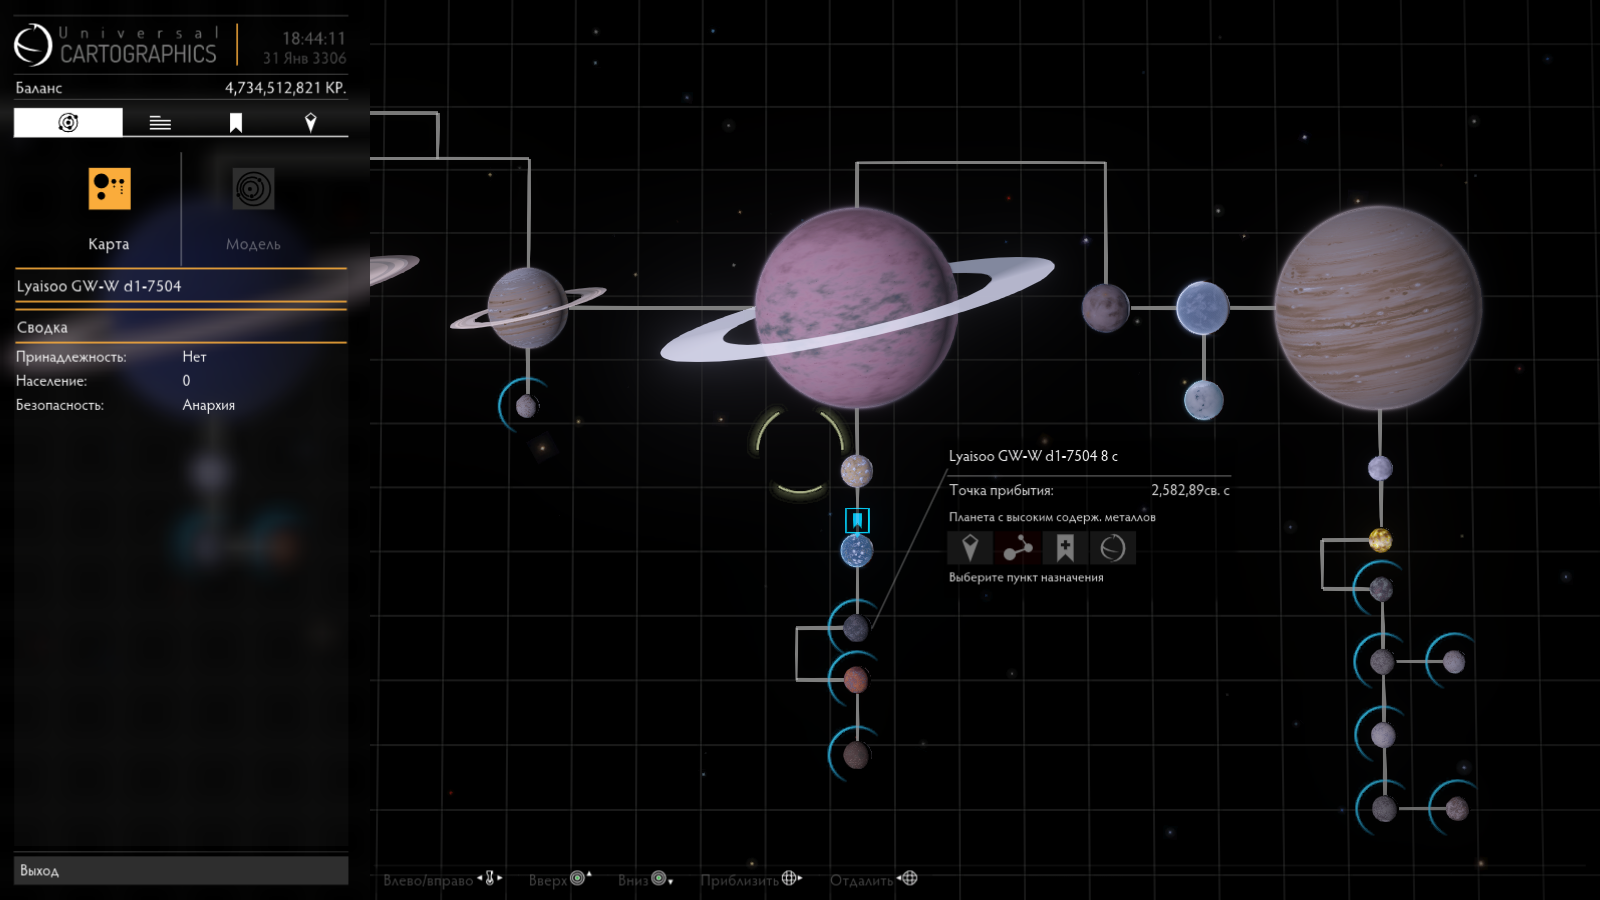 Universal
CARTOGRAPHICS
18:44:11
31 Янв 3306
Баланс 4,734,512,821 КР.
Карта
Модель
Lyaisoo GW-W d1-7504
Сводка
Принадлежность: Нет
Население: 0
Безопасность: Анархия
Lyaisoo GW-W d1-7504 8 c
Точка прибытия: 2,582,89св. с
Планета с высоким содерж. металлов
Выберите пункт назначения
Выход
Влево/вправо Вверх Вниз Приблизить Отдалить